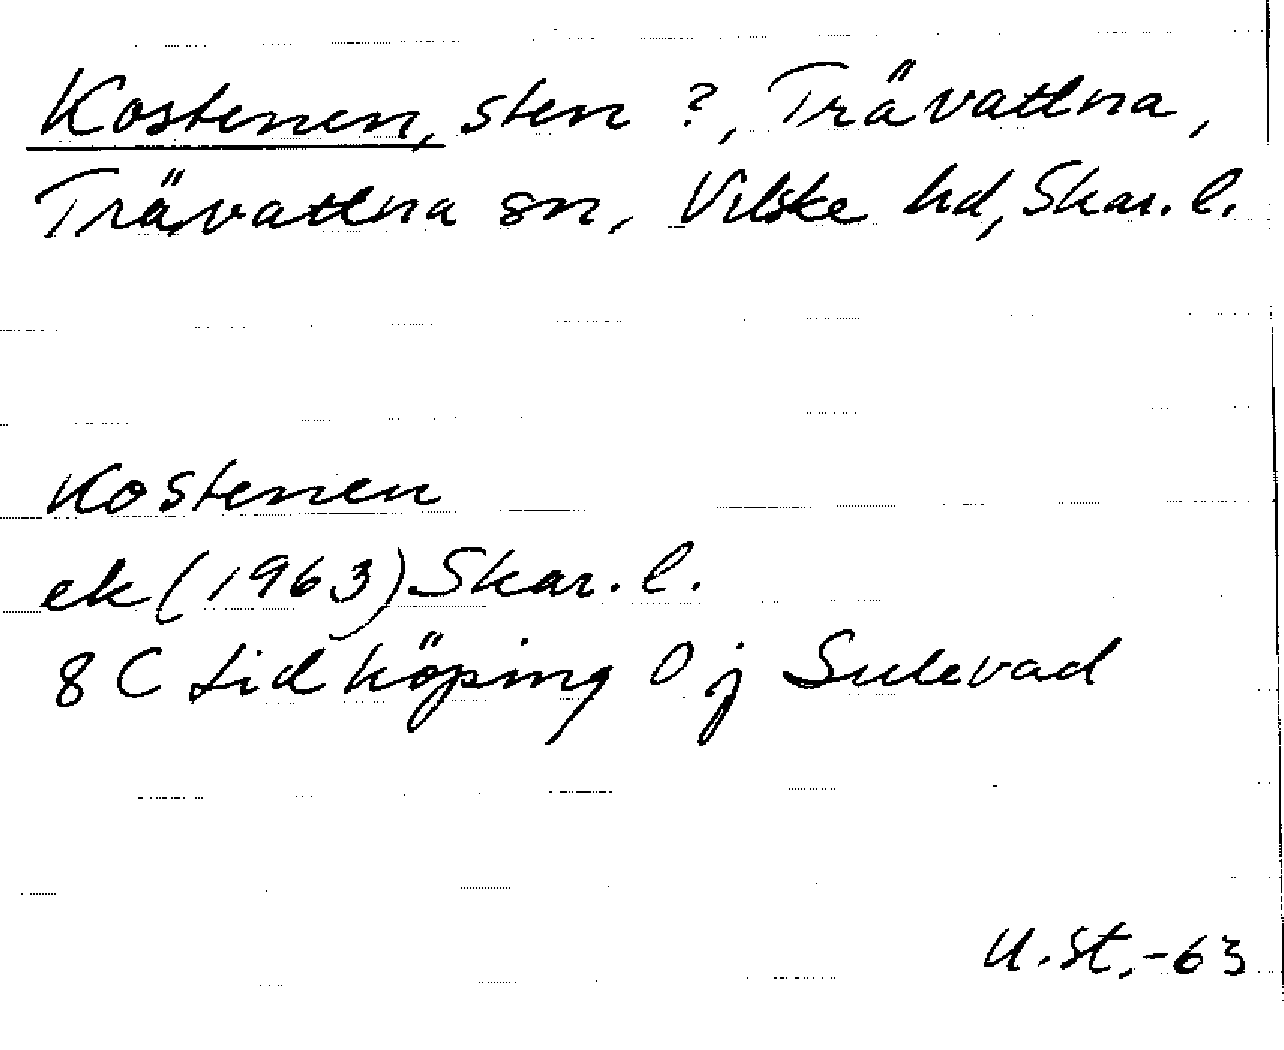 Kostenen, sten ?, Trävattna,
Trävattna sn, Vilske hd, Skar. l.
Kostenen
ek (1963) Skar. l.
8 C Lidköping O j Sulevad
U. St. -63